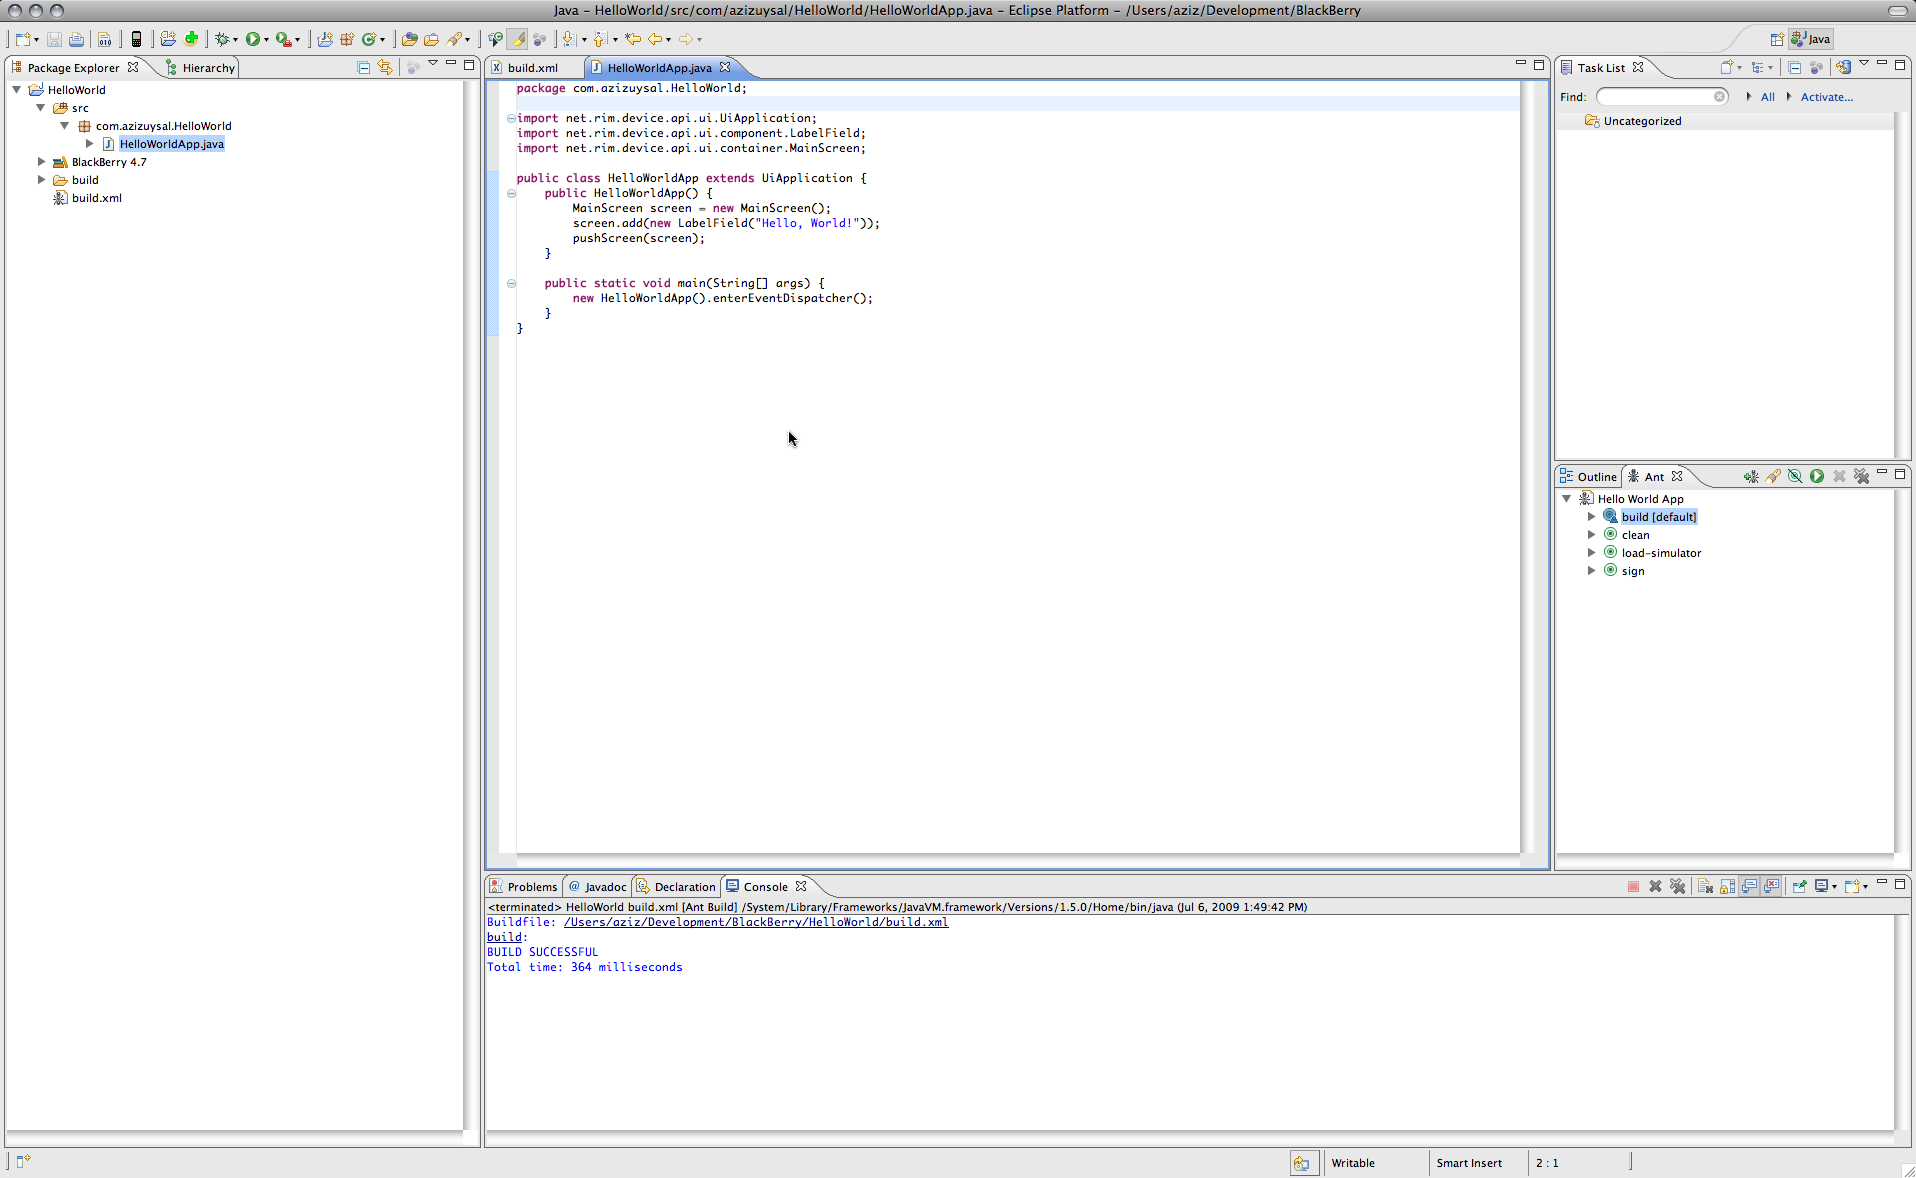 Java – HelloWorld/src/com/azizuysal/HelloWorld/HelloWorldApp.java – Eclipse Platform – /Users/aziz/Development/BlackBerry
Java
Package Explorer
Hierarchy
HelloWorld
src
com.azizuysal.HelloWorld
HelloWorldApp.java
BlackBerry 4.7
build
build.xml
build.xml
HelloWorldApp.java
package com.azizuysal.HelloWorld;
import net.rim.device.api.ui.UiApplication;
import net.rim.device.api.ui.component.LabelField;
import net.rim.device.api.ui.container.MainScreen;
public class HelloWorldApp extends UiApplication {
public HelloWorldApp() {
MainScreen screen = new MainScreen();
screen.add(new LabelField("Hello, World!"));
pushScreen(screen);
}
public static void main(String[] args) {
new HelloWorldApp().enterEventDispatcher();
}
}
Task List
Find:
All
Activate...
Uncategorized
Outline
Ant
Hello World App
build [default]
clean
load-simulator
sign
Problems
Javadoc
Declaration
Console
<terminated> HelloWorld build.xml [Ant Build] /System/Library/Frameworks/JavaVM.framework/Versions/1.5.0/Home/bin/java (Jul 6, 2009 1:49:42 PM)
Buildfile: /Users/aziz/Development/BlackBerry/HelloWorld/build.xml
build:
BUILD SUCCESSFUL
Total time: 364 milliseconds
Writable
Smart Insert
2 : 1